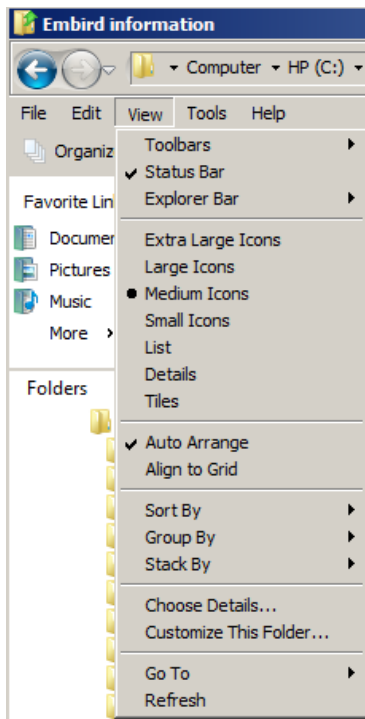 Embird information
Computer HP (C:)
File Edit View Tools Help
Organiz
Toolbars
Status Bar
Explorer Bar
Favorite Lin
Documer
Pictures
Music
More
Extra Large Icons
Large Icons
Medium Icons
Small Icons
List
Details
Tiles
Folders
Auto Arrange
Align to Grid
Sort By
Group By
Stack By
Choose Details...
Customize This Folder...
Go To
Refresh